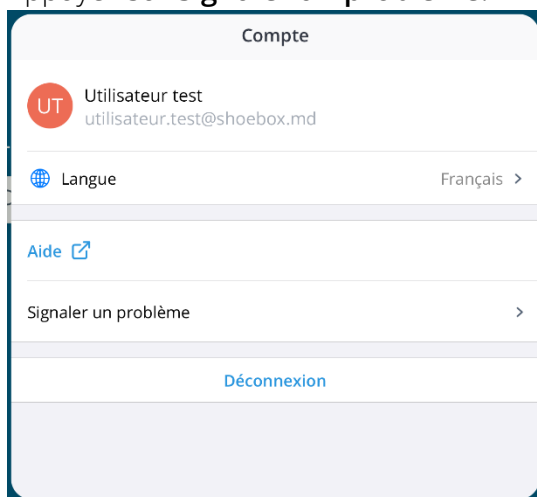 Compte
UT
Utilisateur test
utilisateur.test@shoebox.md
Langue
Français
Aide
Signaler un problème
Déconnexion